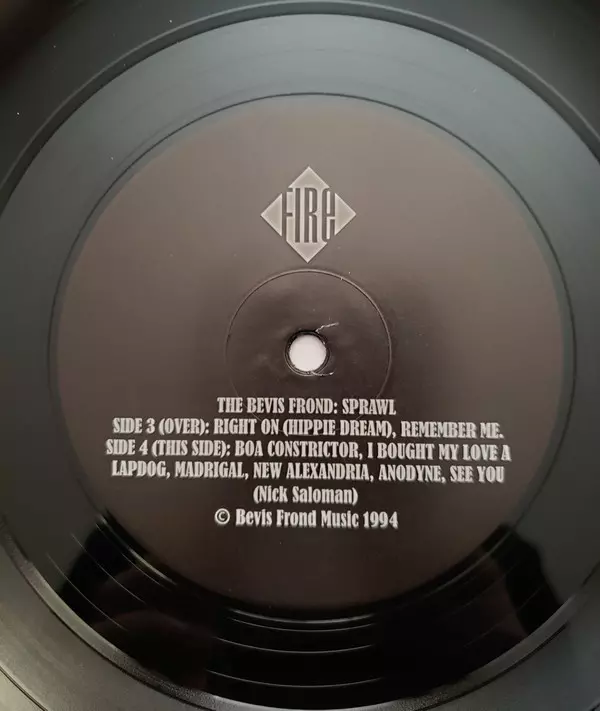 FIRE
THE BEVIS FROND: SPRAWL
SIDE 3 (OVER): RIGHT ON (HIPPIE DREAM), REMEMBER ME.
SIDE 4 (THIS SIDE): BOA CONSTRICTOR, I BOUGHT MY LOVE A
LAPDOG, MADRIGAL, NEW ALEXANDRIA, ANODYNE, SEE YOU
(Nick Saloman)
© Bevis Frond Music 1994